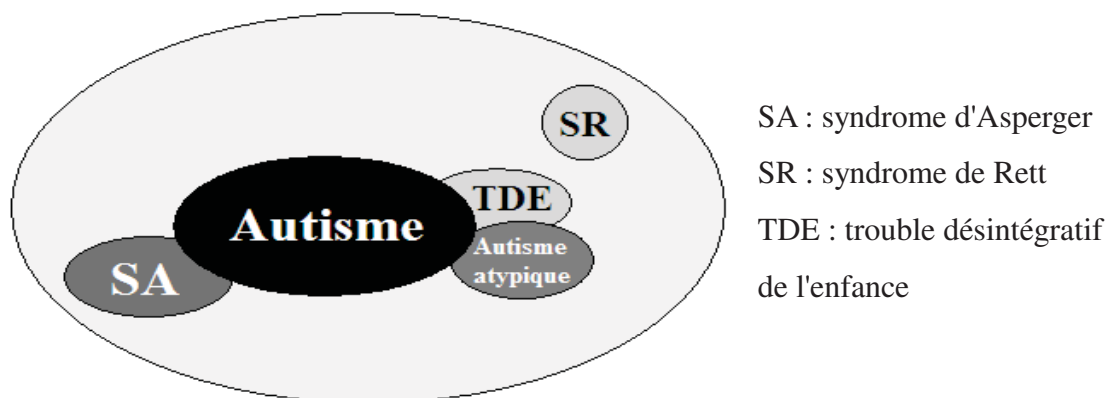 SR
TDE
Autisme
Autisme
atypique
SA
SA : syndrome d'Asperger
SR : syndrome de Rett
TDE : trouble désintégratif
de l'enfance